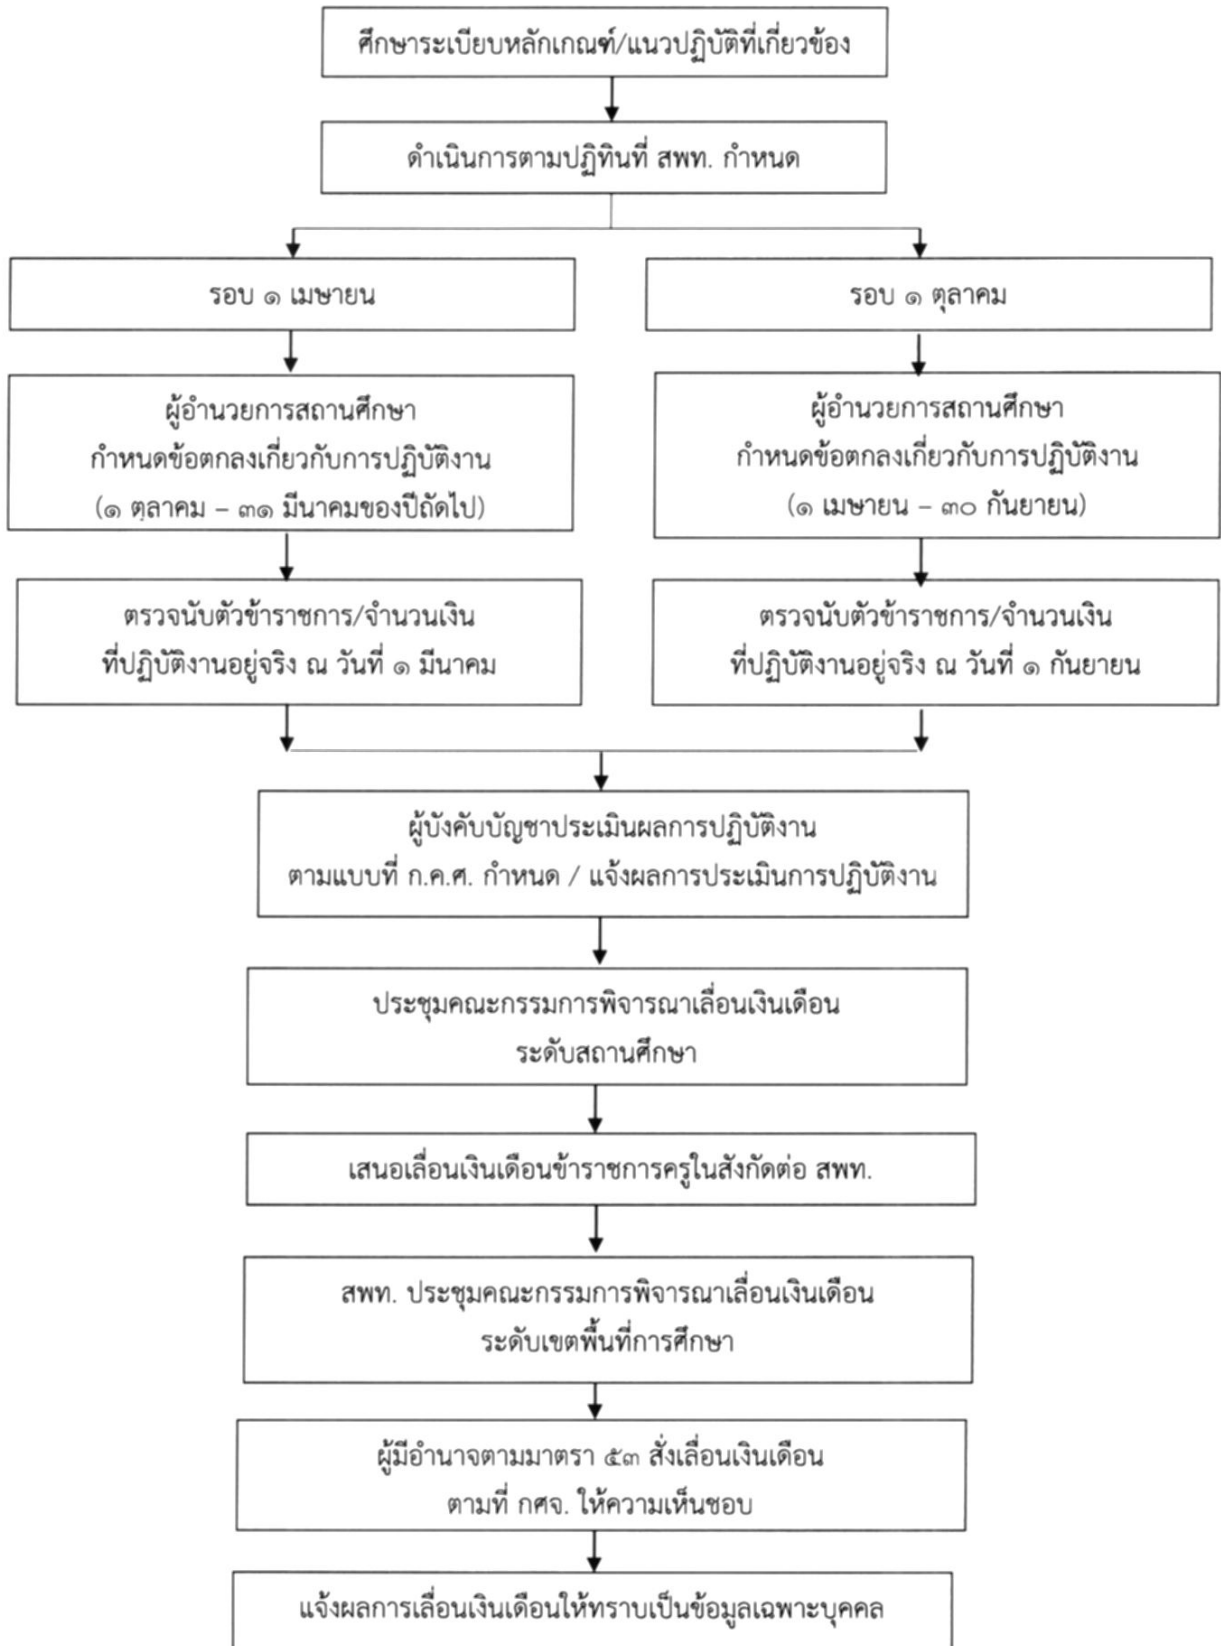 ศึกษาระเบียบหลักเกณฑ์/แนวปฏิบัติที่เกี่ยวข้อง
ดำเนินการตามปฏิทินที่ สพท. กำหนด
รอบ ๑ เมษายน
รอบ ๑ ตุลาคม
ผู้อำนวยการสถานศึกษา
กำหนดข้อตกลงเกี่ยวกับการปฏิบัติงาน
(๑ ตุลาคม – ๓๑ มีนาคมของปีถัดไป)
ผู้อำนวยการสถานศึกษา
กำหนดข้อตกลงเกี่ยวกับการปฏิบัติงาน
(๑ เมษายน – ๓๐ กันยายน)
ตรวจนับตัวข้าราชการ/จำนวนเงิน
ที่ปฏิบัติงานอยู่จริง ณ วันที่ ๑ มีนาคม
ตรวจนับตัวข้าราชการ/จำนวนเงิน
ที่ปฏิบัติงานอยู่จริง ณ วันที่ ๑ กันยายน
ผู้บังคับบัญชาประเมินผลการปฏิบัติงาน
ตามแบบที่ ก.ค.ศ. กำหนด / แจ้งผลการประเมินการปฏิบัติงาน
ประชุมคณะกรรมการพิจารณาเลื่อนเงินเดือน
ระดับสถานศึกษา
เสนอเลื่อนเงินเดือนข้าราชการครูในสังกัดต่อ สพท.
สพท. ประชุมคณะกรรมการพิจารณาเลื่อนเงินเดือน
ระดับเขตพื้นที่การศึกษา
ผู้มีอำนาจตามมาตรา ๕๓ สั่งเลื่อนเงินเดือน
ตามที่ กศจ. ให้ความเห็นชอบ
แจ้งผลการเลื่อนเงินเดือนให้ทราบเป็นข้อมูลเฉพาะบุคคล